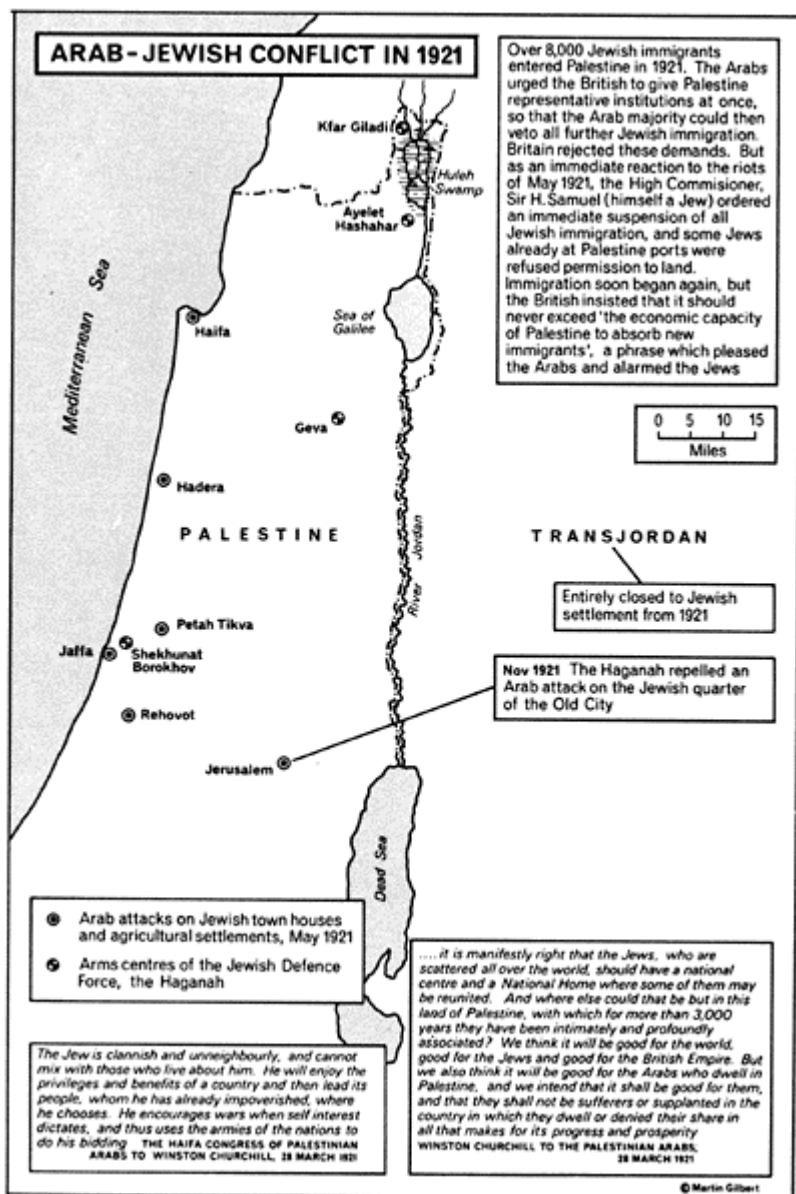 ARAB-JEWISH CONFLICT IN 1921
Over 8,000 Jewish immigrants
entered Palestine in 1921. The Arabs
urged the British to give Palestine
representative institutions at once,
so that the Arab majority could then
veto all further Jewish immigration.
Britain rejected these demands. But
as an immediate reaction to the riots
of May 1921, the High Commisioner,
Sir H. Samuel (himself a Jew) ordered
an immediate suspension of all
Jewish immigration, and some Jews
already at Palestine ports were
refused permission to land.
Immigration soon began again, but
the British insisted that it should
never exceed 'the economic capacity
of Palestine to absorb new
immigrants', a phrase which pleased
the Arabs and alarmed the Jews
Kfar Giladi
Huleh
Swamp
Ayelet
Hashahar
Mediterranean Sea
Haifa
Sea of
Galilee
0 5 10 15
Miles
Geva
Hadera
PALESTINE
River Jordan
TRANSJORDAN
Entirely closed to Jewish
settlement from 1921
Petah Tikva
Jaffa
Shekhunat
Borokhov
Nov 1921 The Haganah repelled an
Arab attack on the Jewish quarter
of the Old City
Rehovot
Jerusalem
Dead Sea
Arab attacks on Jewish town houses
and agricultural settlements, May 1921
Arms centres of the Jewish Defence
Force, the Haganah
The Jew is clannish and unneighbourly, and cannot
mix with those who live about him. He will enjoy the
privileges and benefits of a country and then lead its
people, whom he has already impoverished, where
he chooses. He encourages wars when self interest
dictates, and thus uses the armies of the nations to
do his bidding THE HAIFA CONGRESS OF PALESTINIAN
ARABS TO WINSTON CHURCHILL, 28 MARCH 1921
....it is manifestly right that the Jews, who are
scattered all over the world, should have a national
centre and a National Home where some of them may
be reunited. And where else could that be but in this
land of Palestine, with which for more than 3,000
years they have been intimately and profoundly
associated? We think it will be good for the world,
good for the Jews and good for the British Empire. But
we also think it will be good for the Arabs who dwell in
Palestine, and we intend that it shall be good for them,
and that they shall not be sufferers or supplanted in the
country in which they dwell or denied their share in
all that makes for its progress and prosperity
WINSTON CHURCHILL TO THE PALESTINIAN ARABS,
28 MARCH 1921
© Martin Gilbert